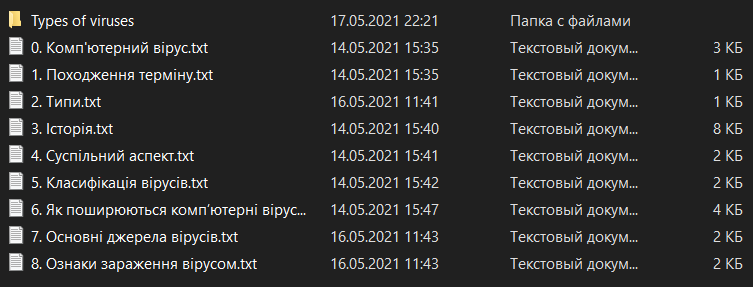 Types of viruses 17.05.2021 22:21 Папка с файлами
0. Комп'ютерний вірус.txt 14.05.2021 15:35 Текстовый докум... 3 КБ
1. Походження терміну.txt 14.05.2021 15:35 Текстовый докум... 1 КБ
2. Типи.txt 16.05.2021 11:41 Текстовый докум... 1 КБ
3. Історія.txt 14.05.2021 15:40 Текстовый докум... 8 КБ
4. Суспільний аспект.txt 14.05.2021 15:41 Текстовый докум... 2 КБ
5. Класифікація вірусів.txt 14.05.2021 15:42 Текстовый докум... 2 КБ
6. Як поширюються комп’ютерні вірус... 14.05.2021 15:47 Текстовый докум... 4 КБ
7. Основні джерела вірусів.txt 16.05.2021 11:43 Текстовый докум... 2 КБ
8. Ознаки зараження вірусом.txt 16.05.2021 11:43 Текстовый докум... 2 КБ